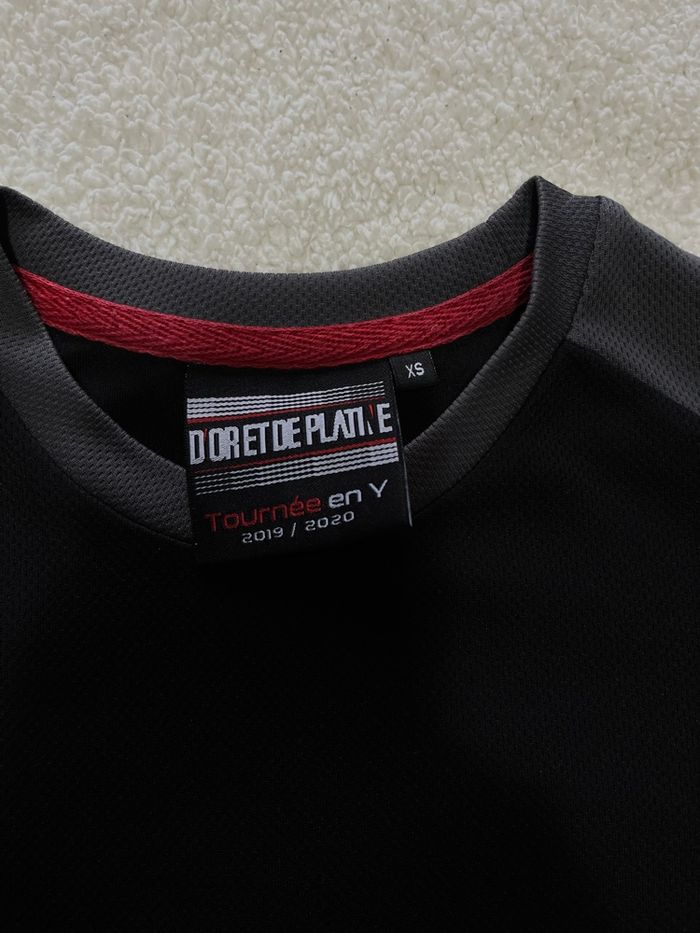 XS
D'OR ET DE PLATINE
Tournée en Y
2019 / 2020